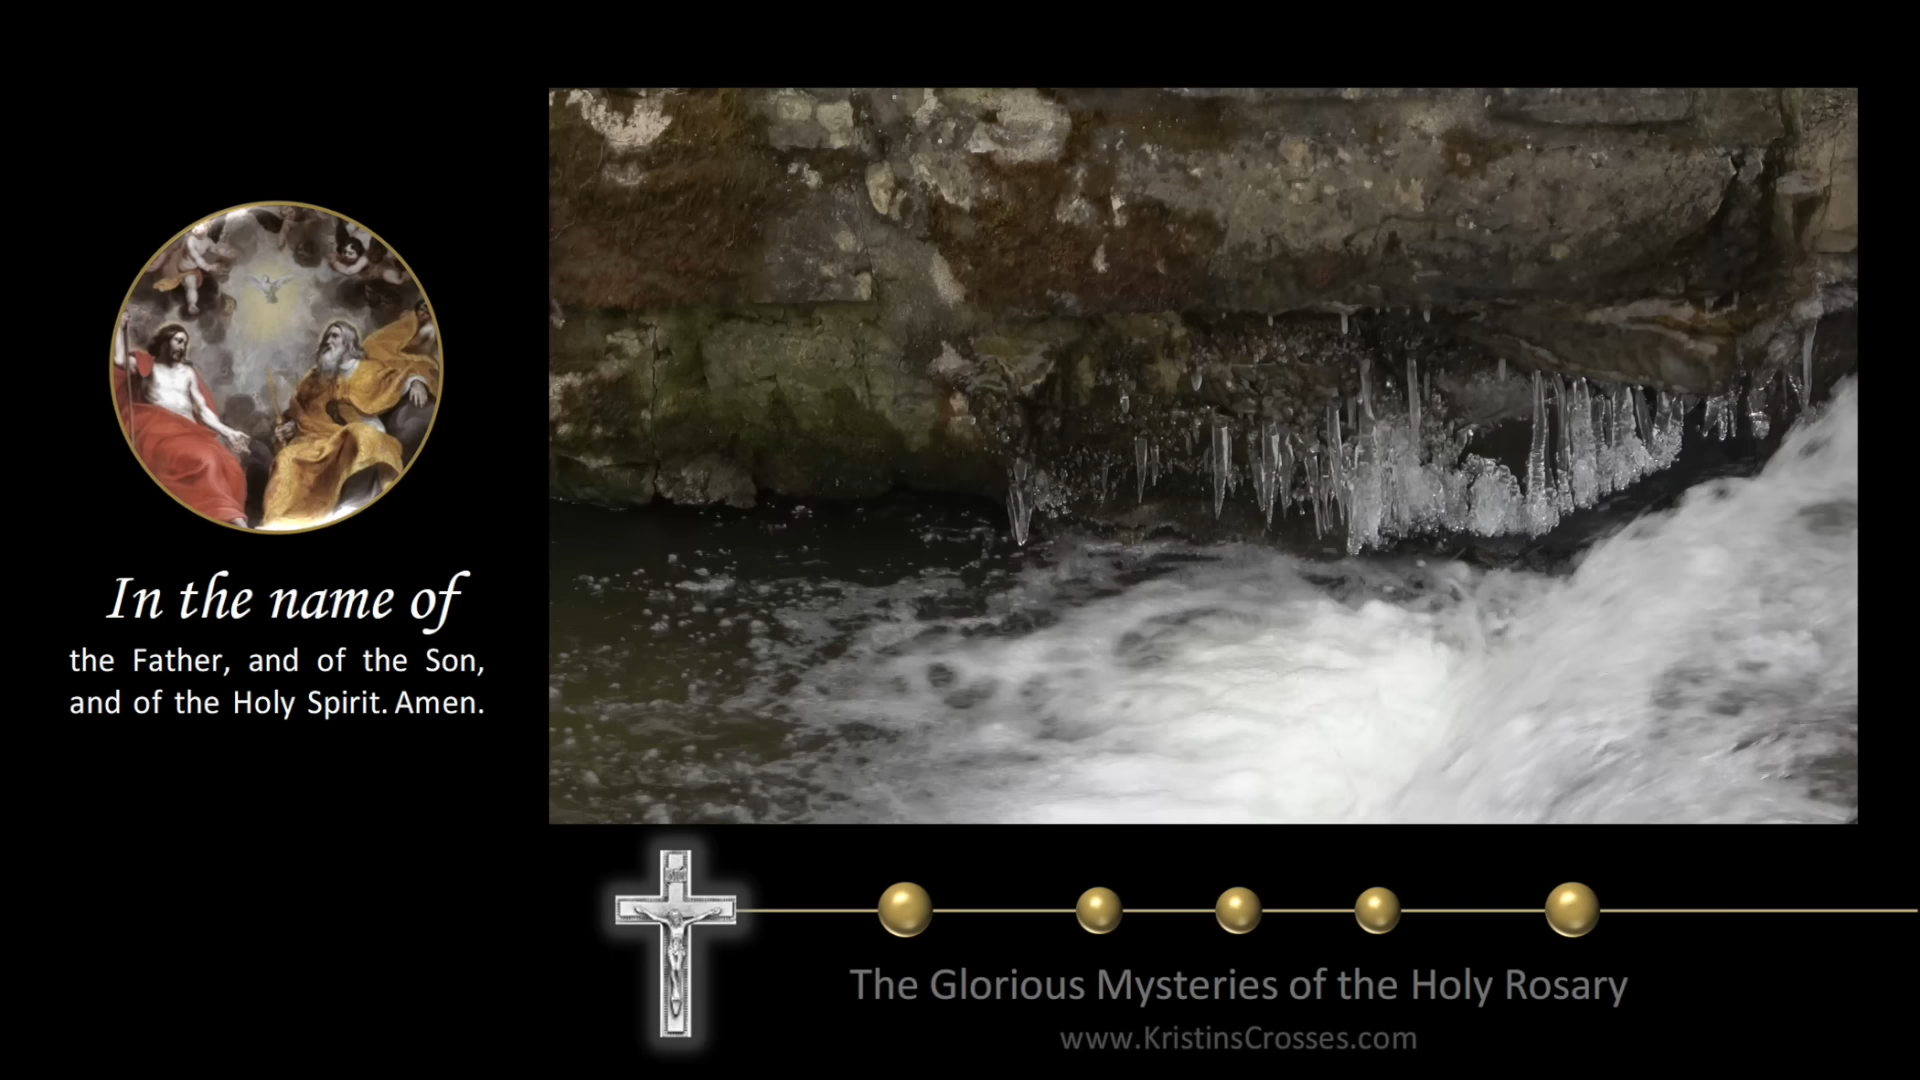 In the name of
the Father, and of the Son,
and of the Holy Spirit. Amen.
The Glorious Mysteries of the Holy Rosary
www.KristinsCrosses.com